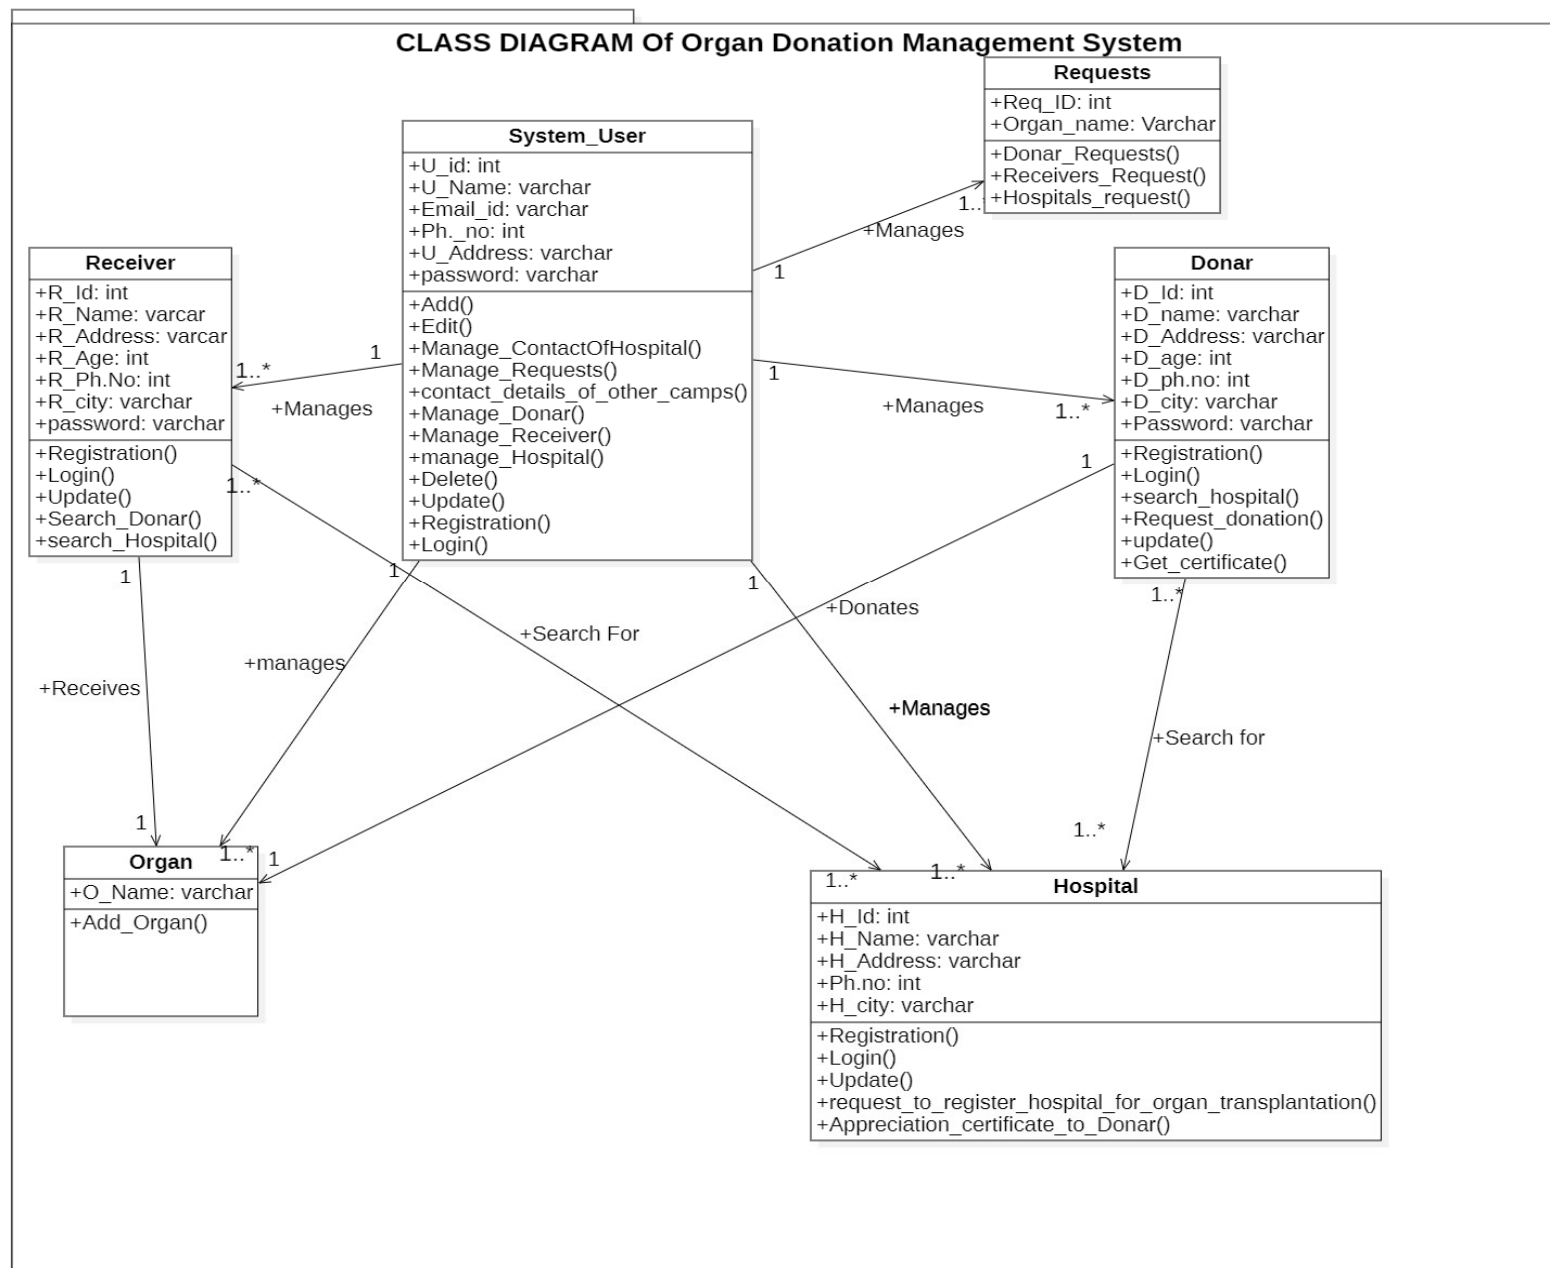 CLASS DIAGRAM Of Organ Donation Management System
Requests
+Req_ID: int
+Organ_name: Varchar
+Donar_Requests()
+Receivers_Request()
+Hospitals_request()
System_User
+U_id: int
+U_Name: varchar
+Email_id: varchar
+Ph._no: int
+U_Address: varchar
+password: varchar
+Add()
+Edit()
+Manage_ContactOfHospital()
+Manage_Requests()
+contact_details_of_other_camps()
+Manage_Donar()
+Manage_Receiver()
+manage_Hospital()
+Delete()
+Update()
+Registration()
+Login()
1..
+Manages
1
Receiver
+R_Id: int
+R_Name: varcar
+R_Address: varcar
+R_Age: int
+R_Ph.No: int
+R_city: varchar
+password: varchar
+Registration()
+Login()
+Update()
+Search_Donar()
+search_Hospital()
Donar
+D_Id: int
+D_name: varchar
+D_Address: varchar
+D_age: int
+D_ph.no: int
+D_city: varchar
+Password: varchar
+Registration()
+Login()
+search_hospital()
+Request_donation()
+update()
+Get_certificate()
1
1..*
+Manages
1
+Manages
1..*
1
1..*
1
1
1
1..*
+Donates
+Search For
+manages
+Receives
+Manages
+Search for
1
1..*
1
1..*
1..*
1..*
Organ
+O_Name: varchar
+Add_Organ()
Hospital
+H_Id: int
+H_Name: varchar
+H_Address: varchar
+Ph.no: int
+H_city: varchar
+Registration()
+Login()
+Update()
+request_to_register_hospital_for_organ_transplantation()
+Appreciation_certificate_to_Donar()